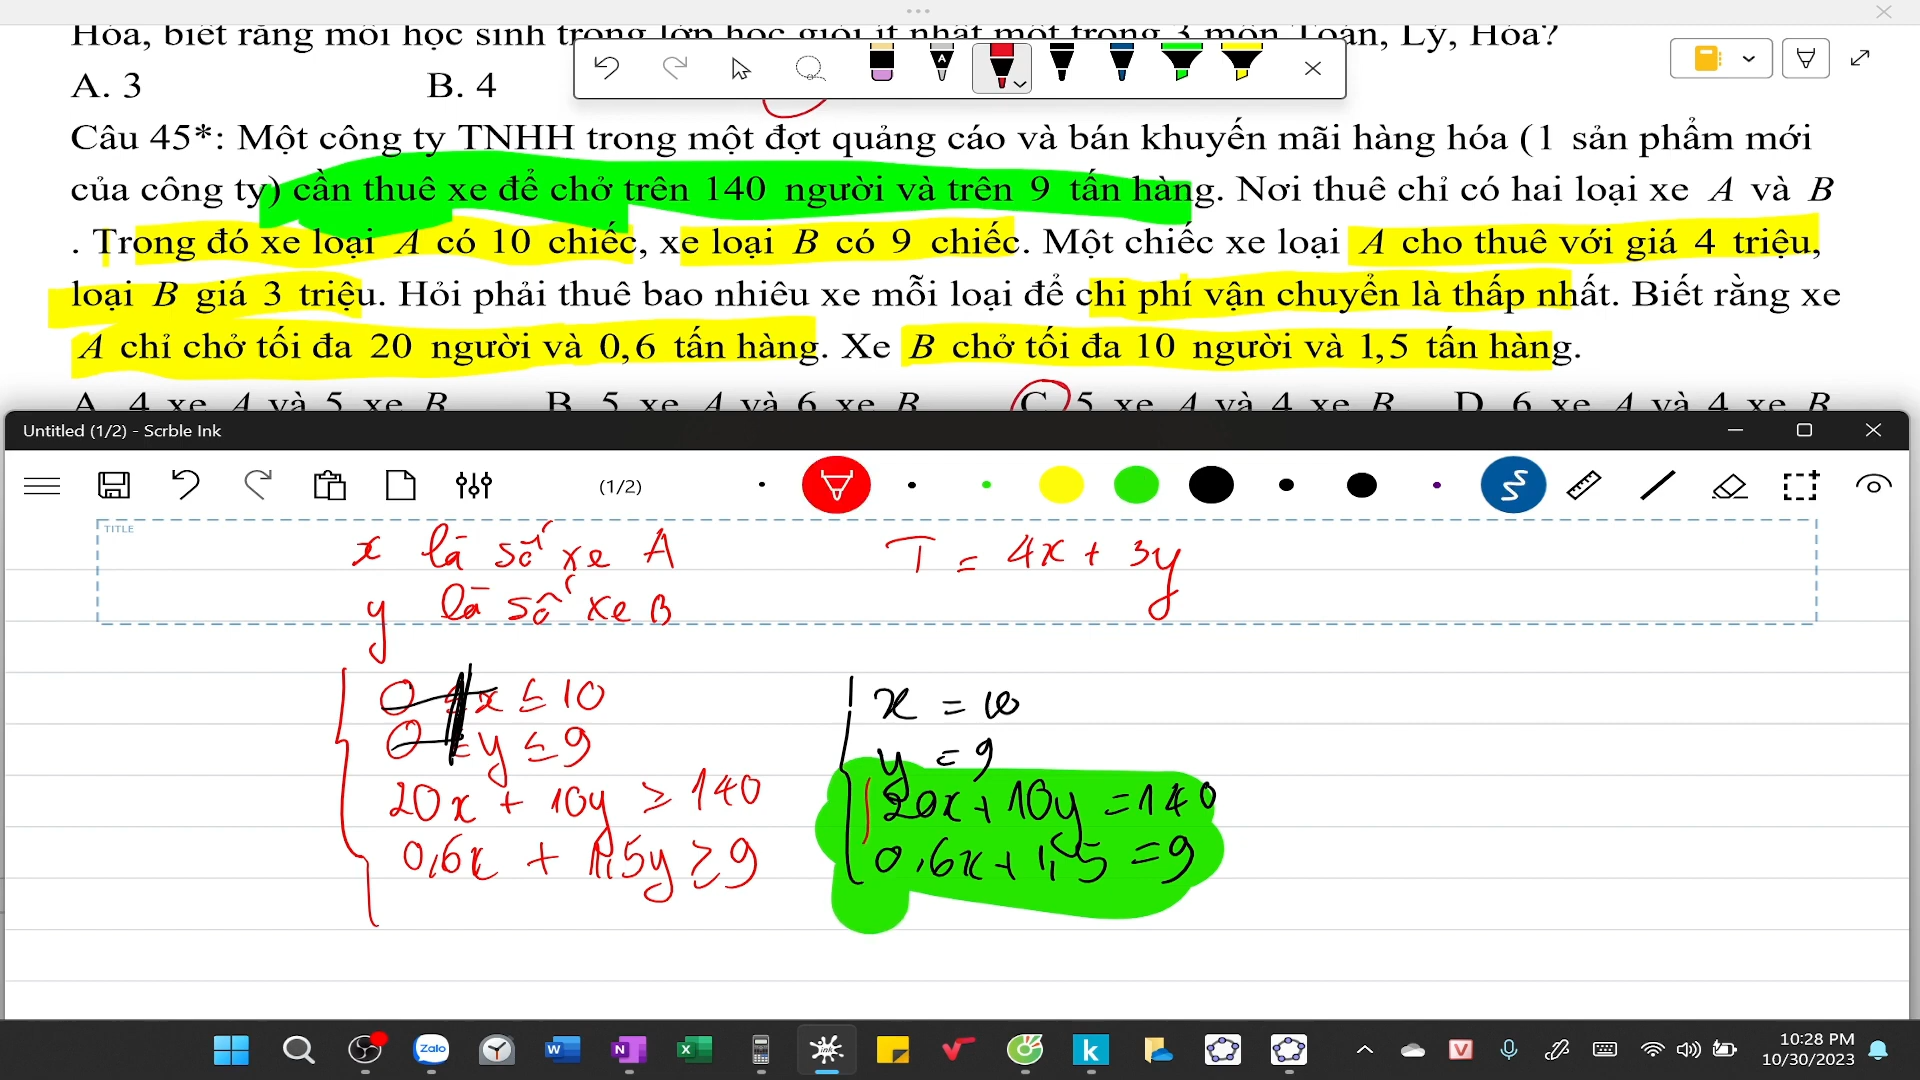 Hóa, biết rằng mỗi học sinh trong lớp học giỏi ít nhất một trong 3 môn Toán, Lý, Hóa?
A. 3 B. 4
Câu 45*: Một công ty TNHH trong một đợt quảng cáo và bán khuyến mãi hàng hóa (1 sản phẩm mới
của công ty) cần thuê xe để chở trên 140 người và trên 9 tấn hàng. Nơi thuê chỉ có hai loại xe A và B
. Trong đó xe loại A có 10 chiếc, xe loại B có 9 chiếc. Một chiếc xe loại A cho thuê với giá 4 triệu,
loại B giá 3 triệu. Hỏi phải thuê bao nhiêu xe mỗi loại để chi phí vận chuyển là thấp nhất. Biết rằng xe
A chỉ chở tối đa 20 người và 0,6 tấn hàng. Xe B chở tối đa 10 người và 1,5 tấn hàng.
A. 4 xe A và 5 xe B B. 5 xe A và 6 xe B C 5 xe A và 4 xe B D. 6 xe A và 4 xe B
Untitled (1/2) - Scrble Ink
(1/2)
TITLE
x là số xe A T = 4x + 3y
y là số xe B
0 ≤ x ≤ 10 x = 10
0 ≤ y ≤ 9 y = 9
20x + 10y ≥ 140 20x + 10y = 140
0,6x + 1,5y ≥ 9 0,6x + 1,5 = 9
Zalo
10:28 PM
10/30/2023